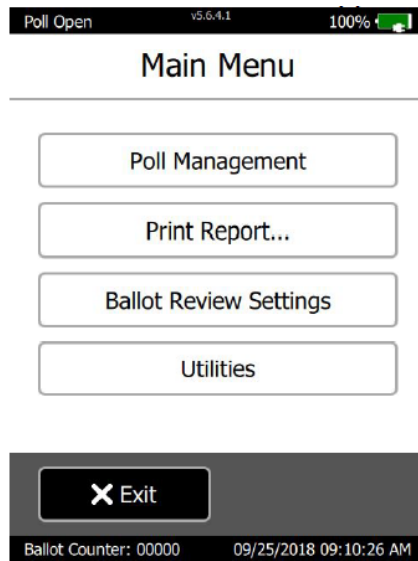 Poll Open v5.6.4.1 100%
Main Menu
Poll Management
Print Report...
Ballot Review Settings
Utilities
Exit
Ballot Counter: 00000 09/25/2018 09:10:26 AM